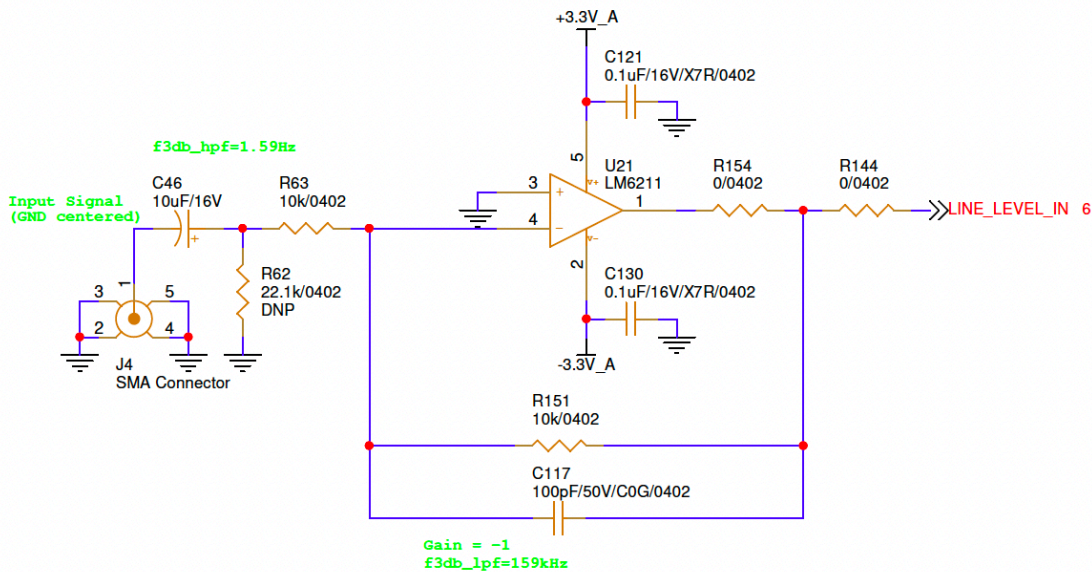 +3.3V_A
C121
0.1uF/16V/X7R/0402
f3db_hpf=1.59Hz
5
U21
LM6211
V+
R154
0/0402
R144
0/0402
C46
10uF/16V
R63
10k/0402
Input Signal
(GND centered)
3
+
1
LINE_LEVEL_IN 6
4
-
V-
+
2
R62
22.1k/0402
DNP
C130
0.1uF/16V/X7R/0402
1
3
5
2
4
-3.3V_A
J4
SMA Connector
R151
10k/0402
C117
100pF/50V/C0G/0402
Gain = -1
f3db_lpf=159kHz